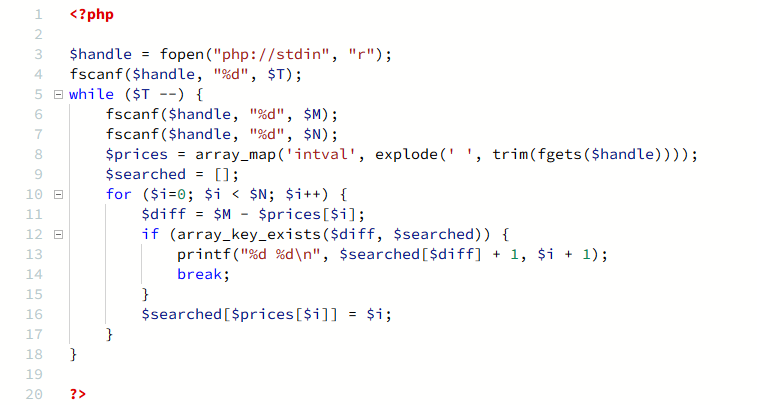 1 <?php
2
3 $handle = fopen("php://stdin", "r");
4 fscanf($handle, "%d", $T);
5 while ($T --) {
6     fscanf($handle, "%d", $M);
7     fscanf($handle, "%d", $N);
8     $prices = array_map('intval', explode(' ', trim(fgets($handle))));
9     $searched = [];
10     for ($i=0; $i < $N; $i++) {
11         $diff = $M - $prices[$i];
12         if (array_key_exists($diff, $searched)) {
13             printf("%d %d\n", $searched[$diff] + 1, $i + 1);
14             break;
15         }
16         $searched[$prices[$i]] = $i;
17     }
18 }
19
20 ?>